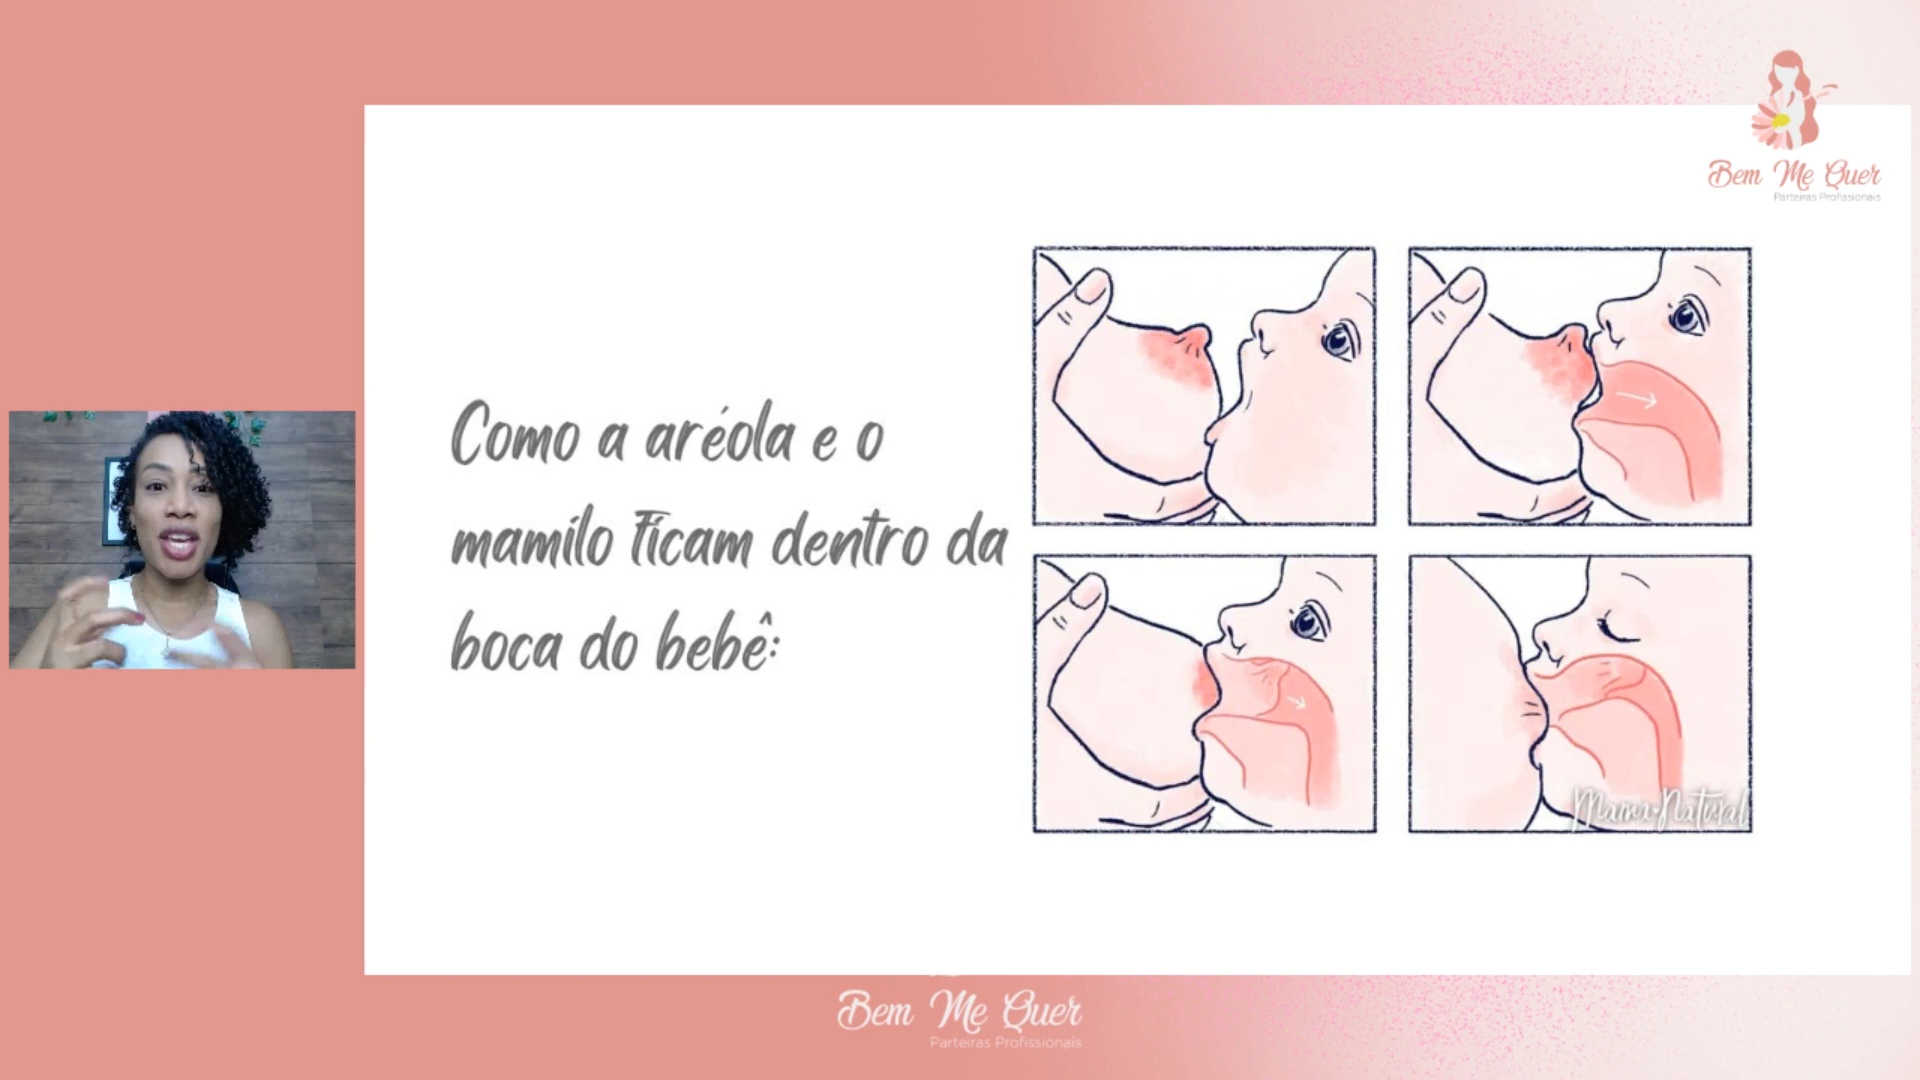 Bem Me Quer
Parteiras Profissionais
Como a aréola e o
mamilo ficam dentro da
boca do bebê:
Mama Natural
Bem Me Quer
Parteiras Profissionais